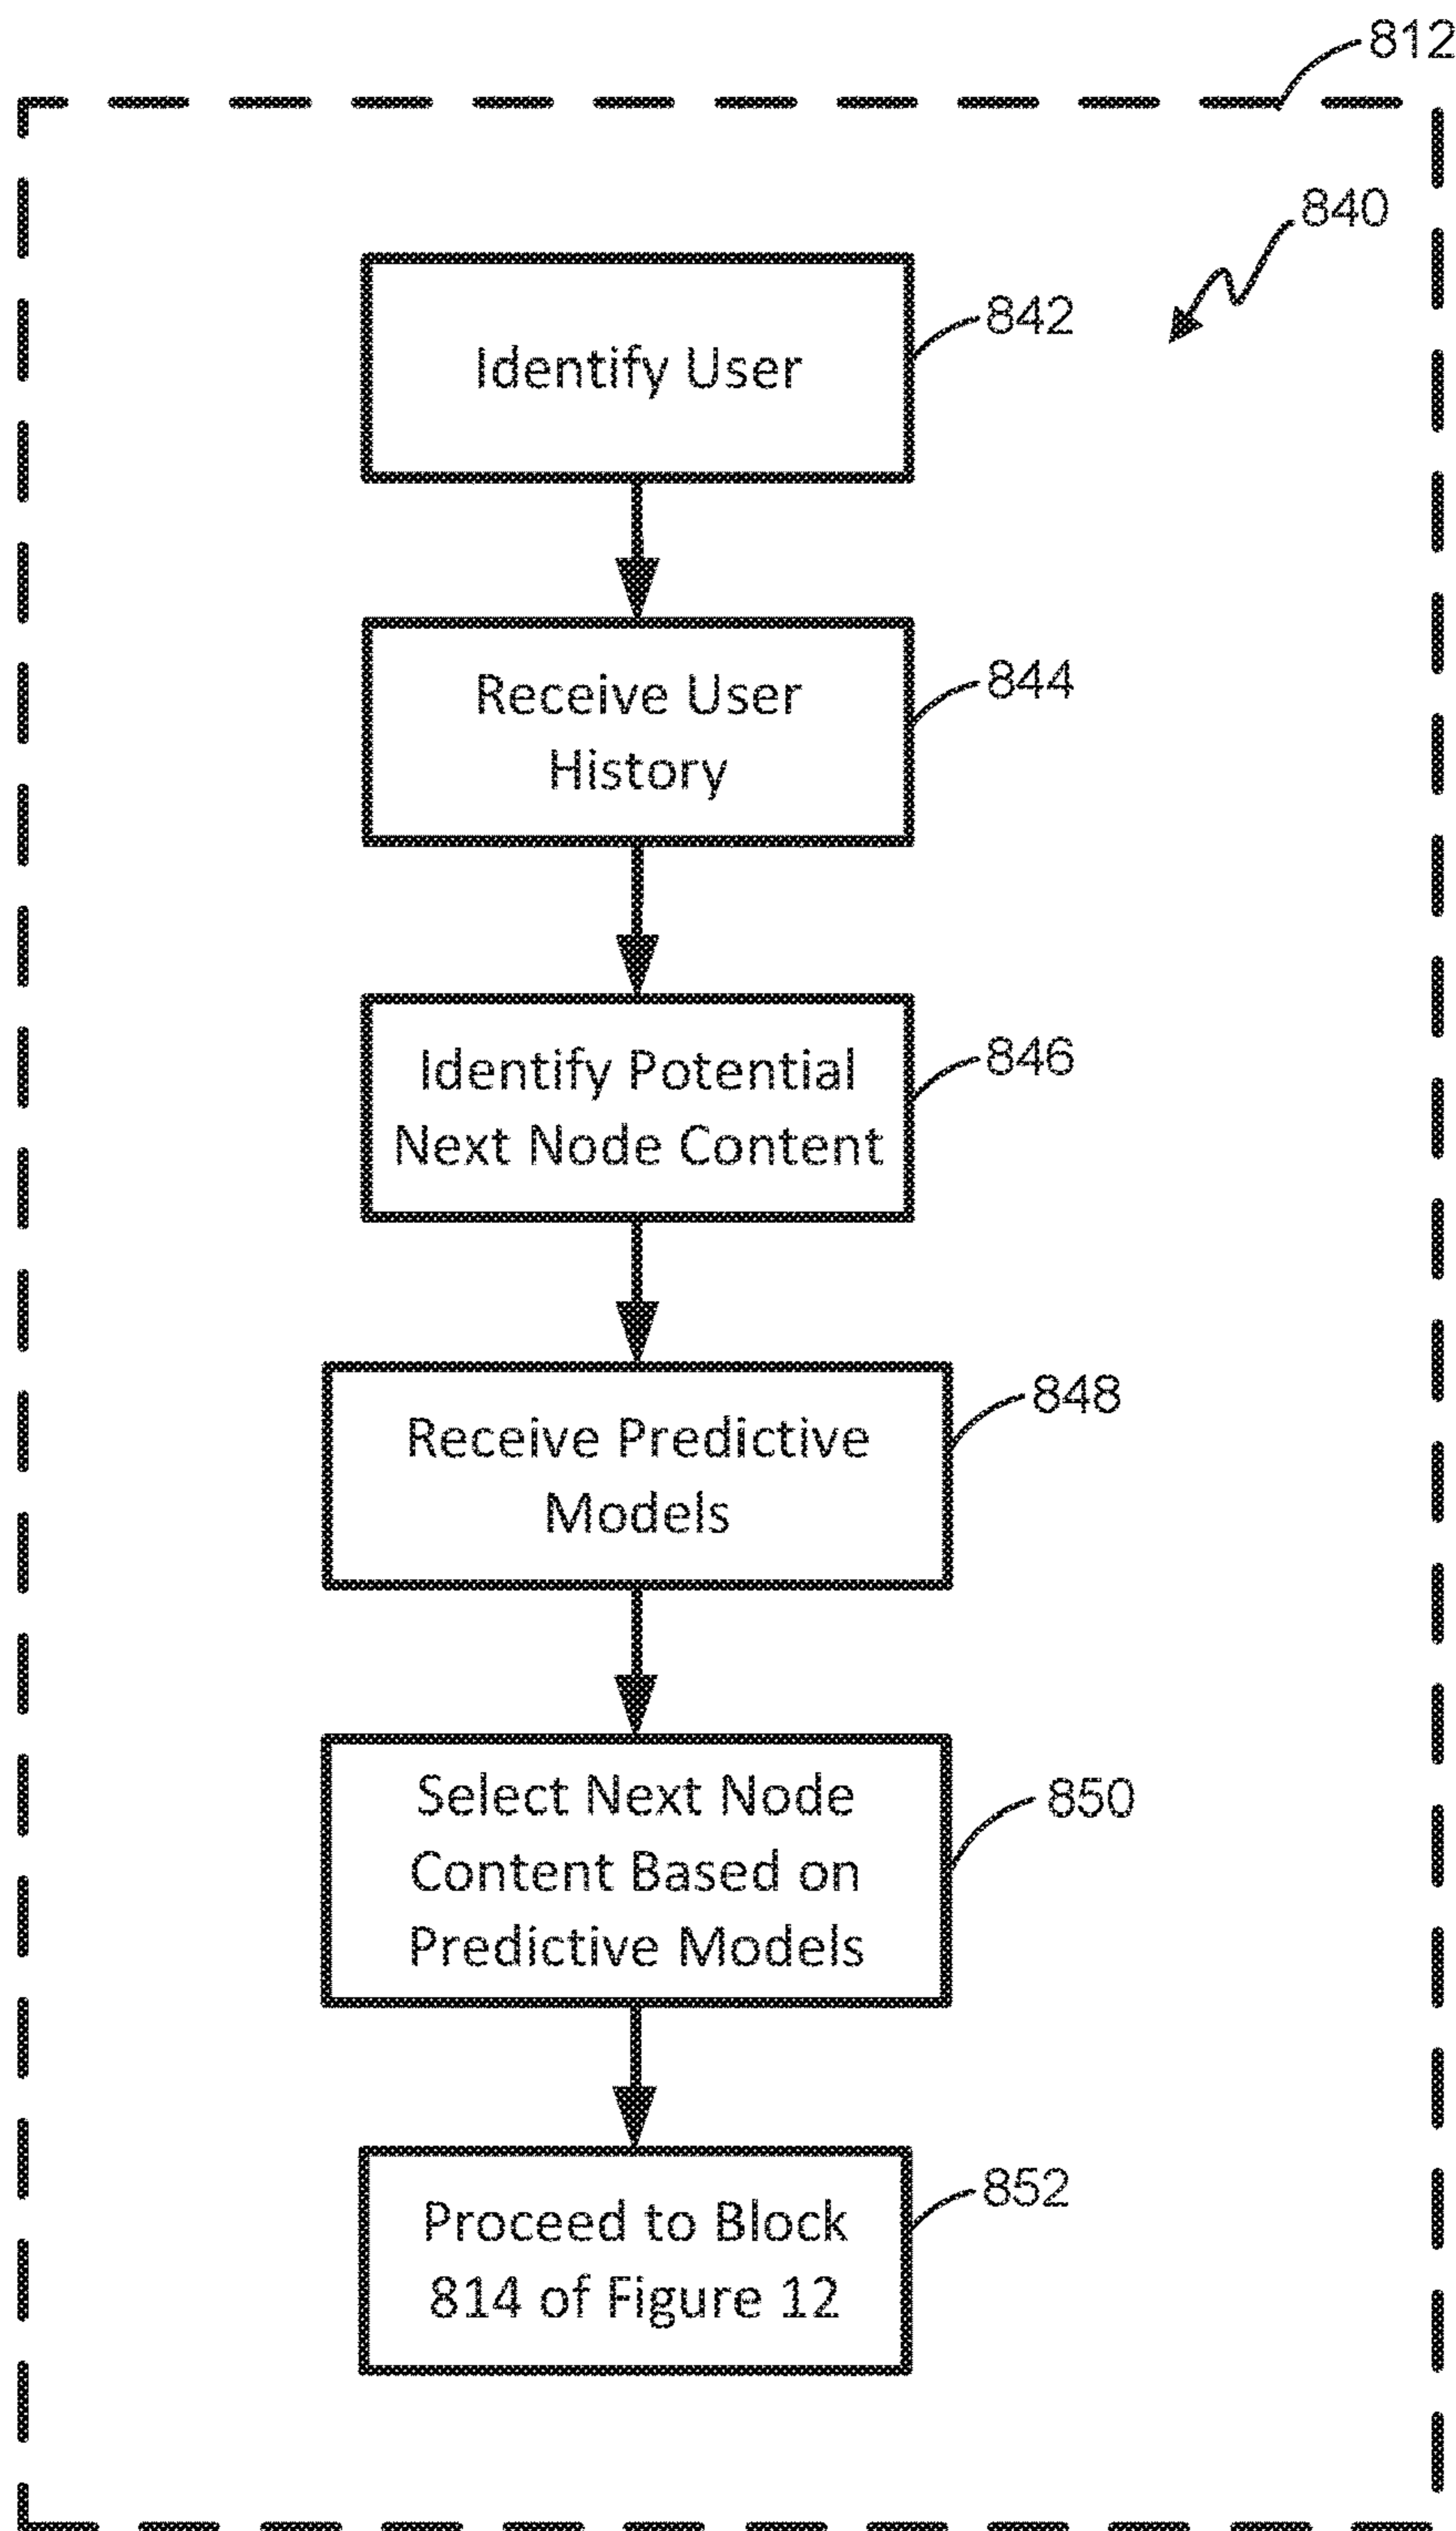 812
840
Identify User
842
Receive User
History
844
Identify Potential
Next Node Content
846
Receive Predictive
Models
848
Select Next Node
Content Based on
Predictive Models
850
Proceed to Block
814 of Figure 12
852